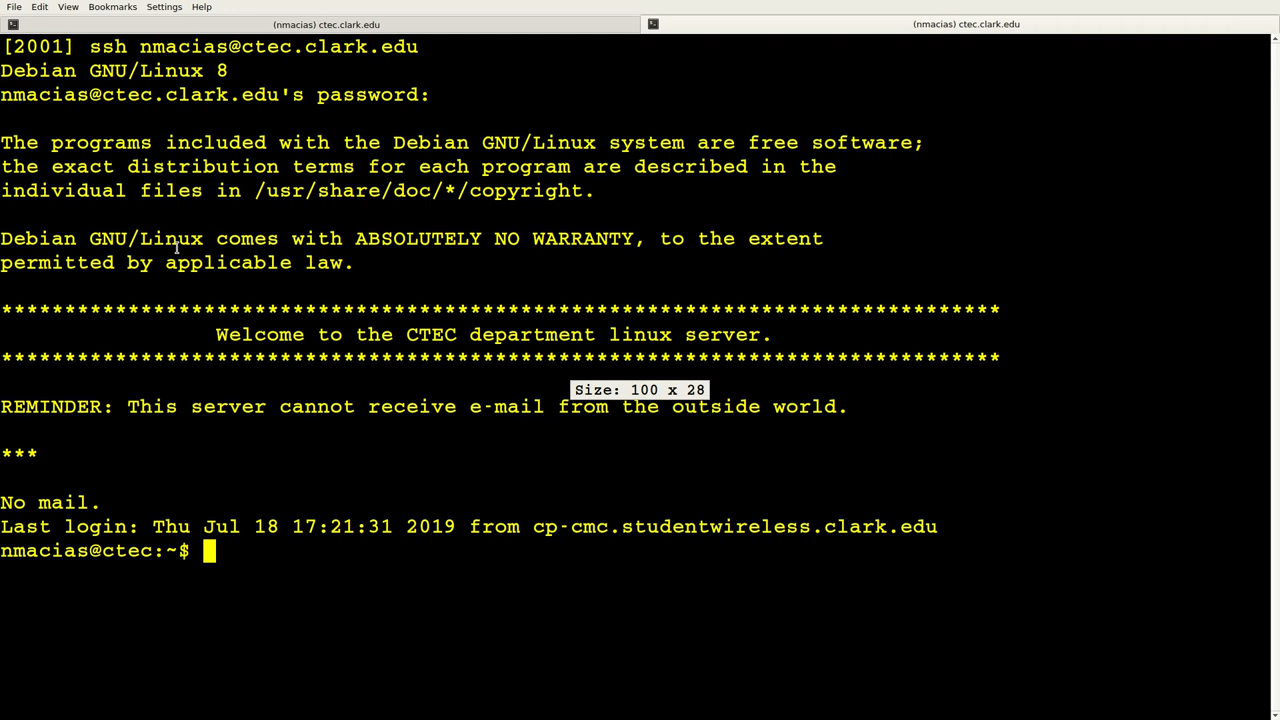 File Edit View Bookmarks Settings Help
(nmacias) ctec.clark.edu (nmacias) ctec.clark.edu
[2001] ssh nmacias@ctec.clark.edu
Debian GNU/Linux 8
nmacias@ctec.clark.edu's password:
The programs included with the Debian GNU/Linux system are free software;
the exact distribution terms for each program are described in the
individual files in /usr/share/doc/*/copyright.
Debian GNU/Linux comes with ABSOLUTELY NO WARRANTY, to the extent
permitted by applicable law.
*******************************************************************************
Welcome to the CTEC department linux server.
*******************************************************************************
Size: 100 x 28
REMINDER: This server cannot receive e-mail from the outside world.
***
No mail.
Last login: Thu Jul 18 17:21:31 2019 from cp-cmc.studentwireless.clark.edu
nmacias@ctec:~$